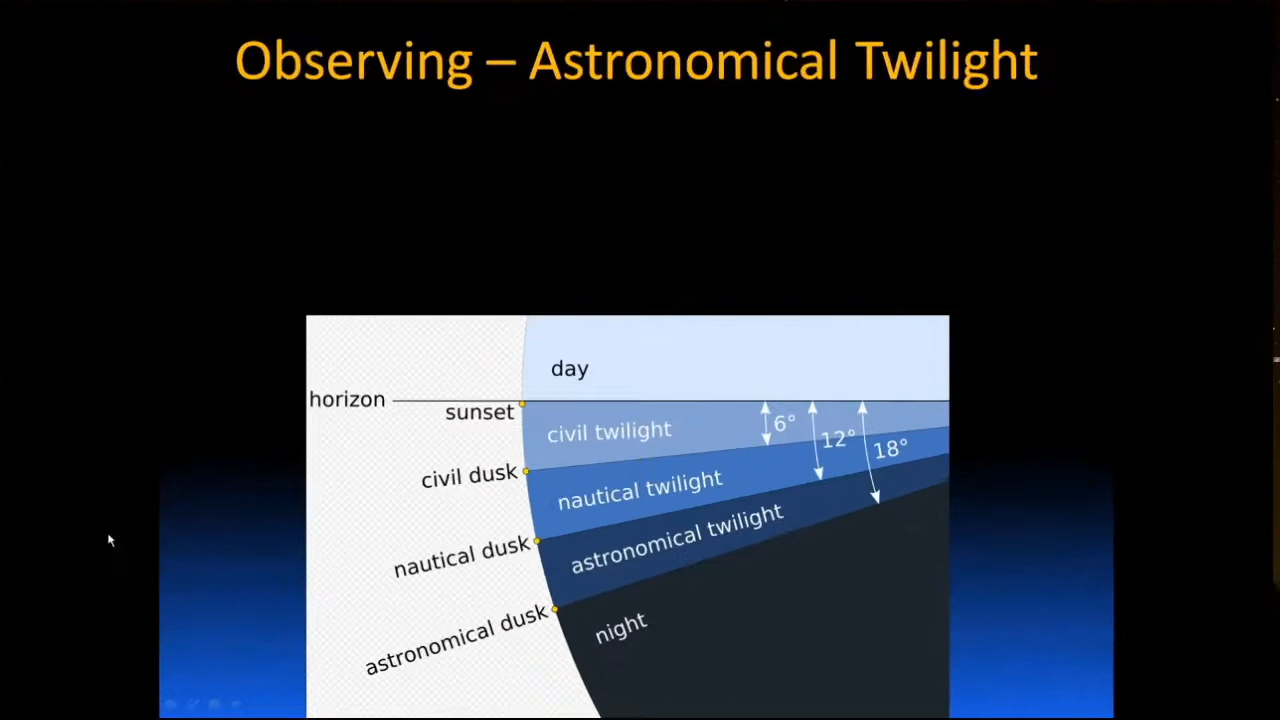 Observing – Astronomical Twilight
day
horizon
sunset
civil twilight
6°
12°
18°
civil dusk
nautical twilight
nautical dusk
astronomical twilight
astronomical dusk
night